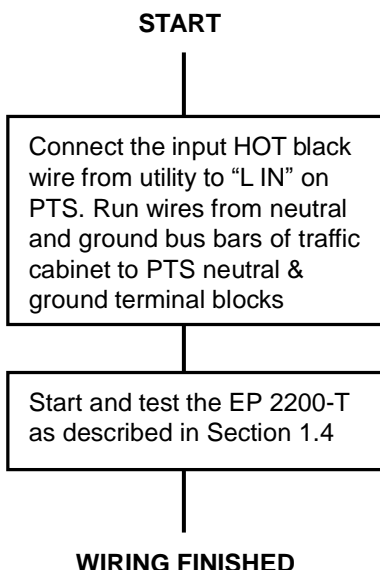 START
Connect the input HOT black
wire from utility to “L IN” on
PTS. Run wires from neutral
and ground bus bars of traffic
cabinet to PTS neutral &
ground terminal blocks
Start and test the EP 2200-T
as described in Section 1.4
WIRING FINISHED